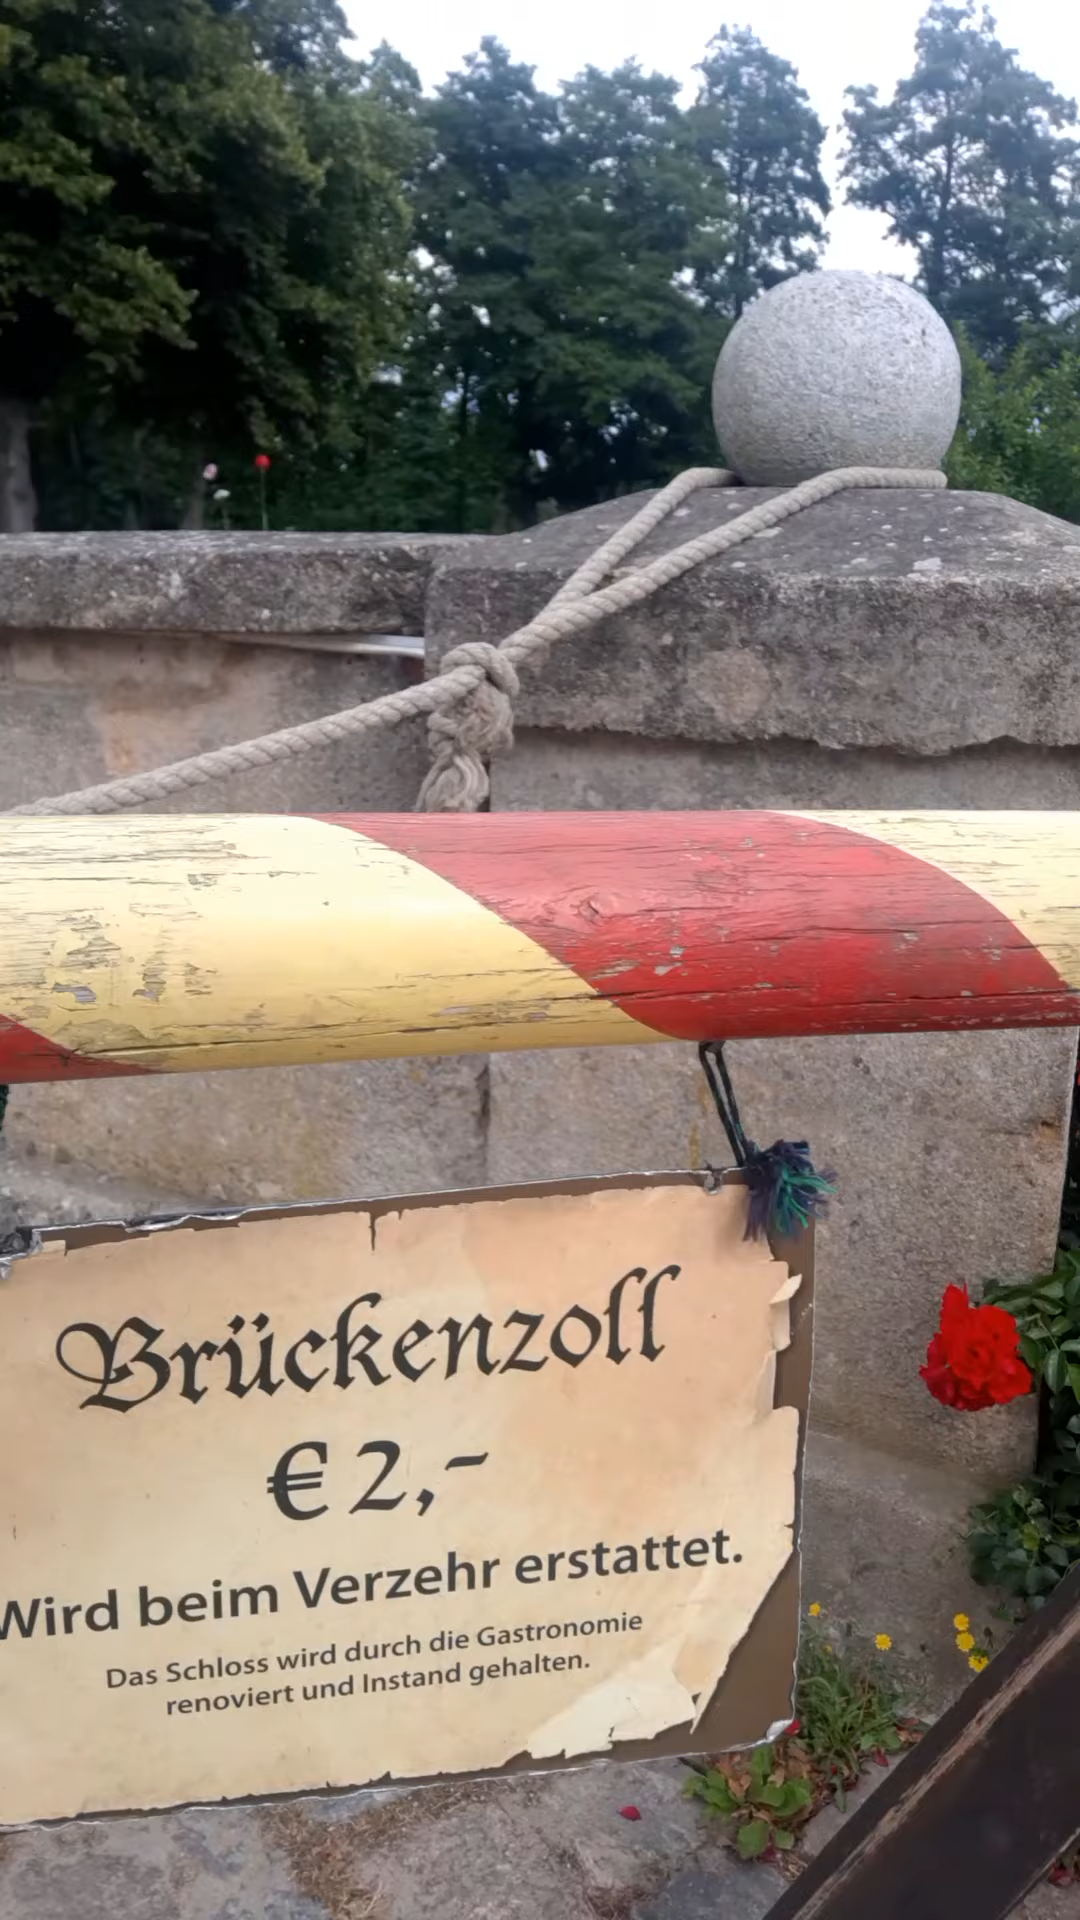 Brückenzoll
€ 2,-
Wird beim Verzehr erstattet.
Das Schloss wird durch die Gastronomie
renoviert und Instand gehalten.